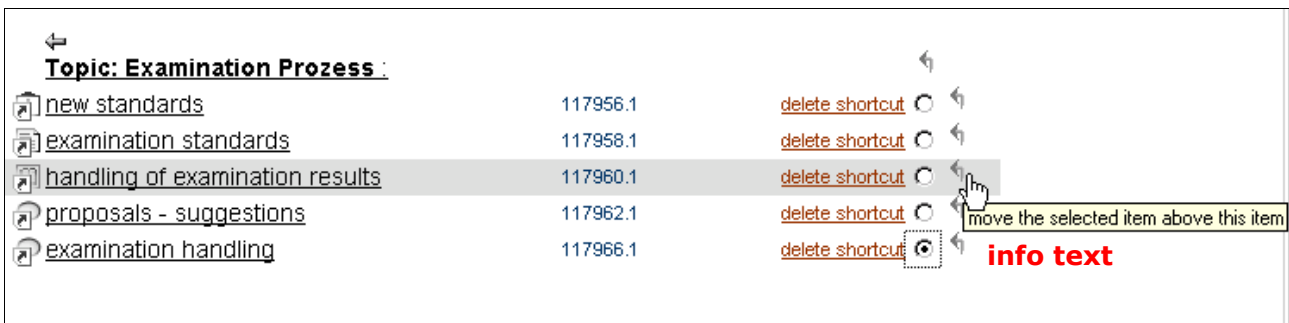 Topic: Examination Prozess :
new standards 117956.1 delete shortcut
examination standards 117958.1 delete shortcut
handling of examination results 117960.1 delete shortcut
proposals - suggestions 117962.1 delete shortcut
move the selected item above this item
examination handling 117966.1 delete shortcut
info text